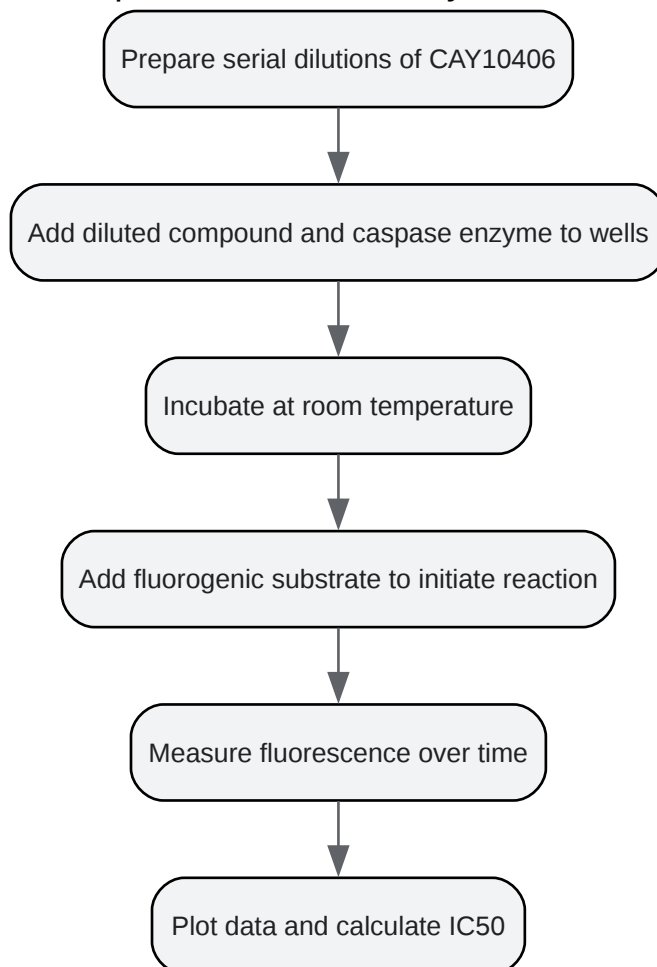 Prepare serial dilutions of CAY10406
Add diluted compound and caspase enzyme to wells
Incubate at room temperature
Add fluorogenic substrate to initiate reaction
Measure fluorescence over time
Plot data and calculate IC50